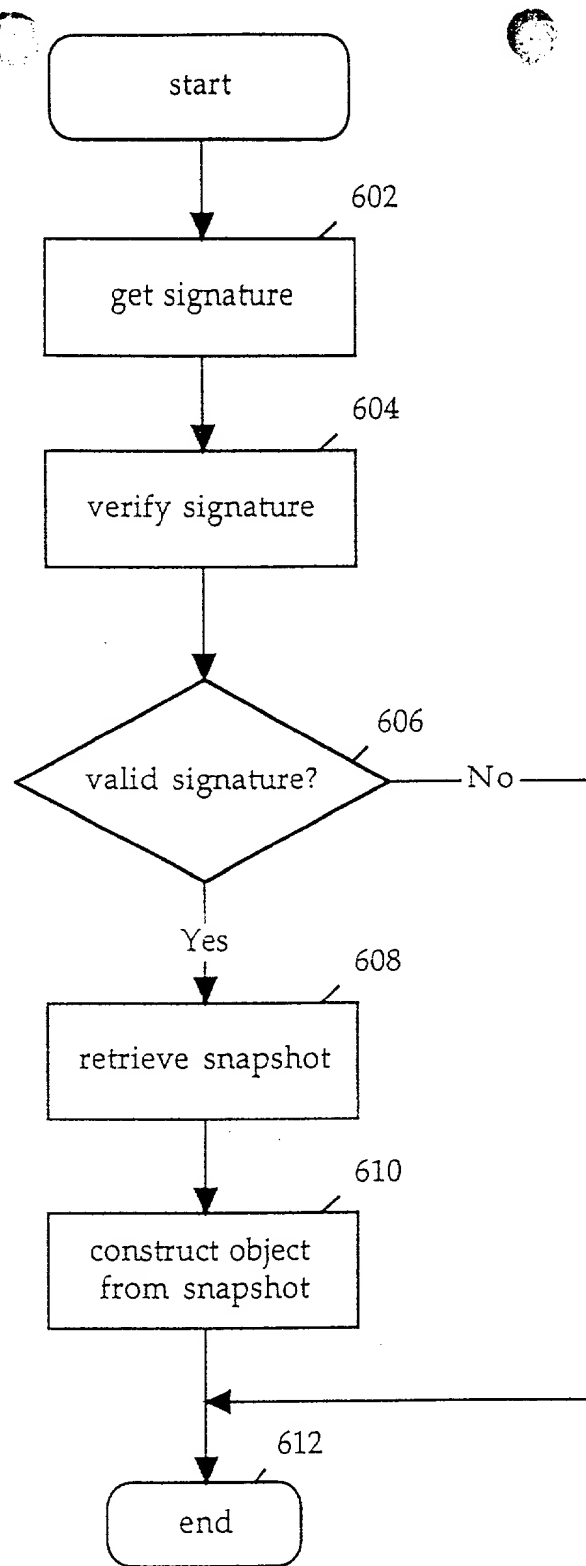 start
602
get signature
604
verify signature
606
valid signature?
No
Yes
608
retrieve snapshot
610
construct object
from snapshot
612
end